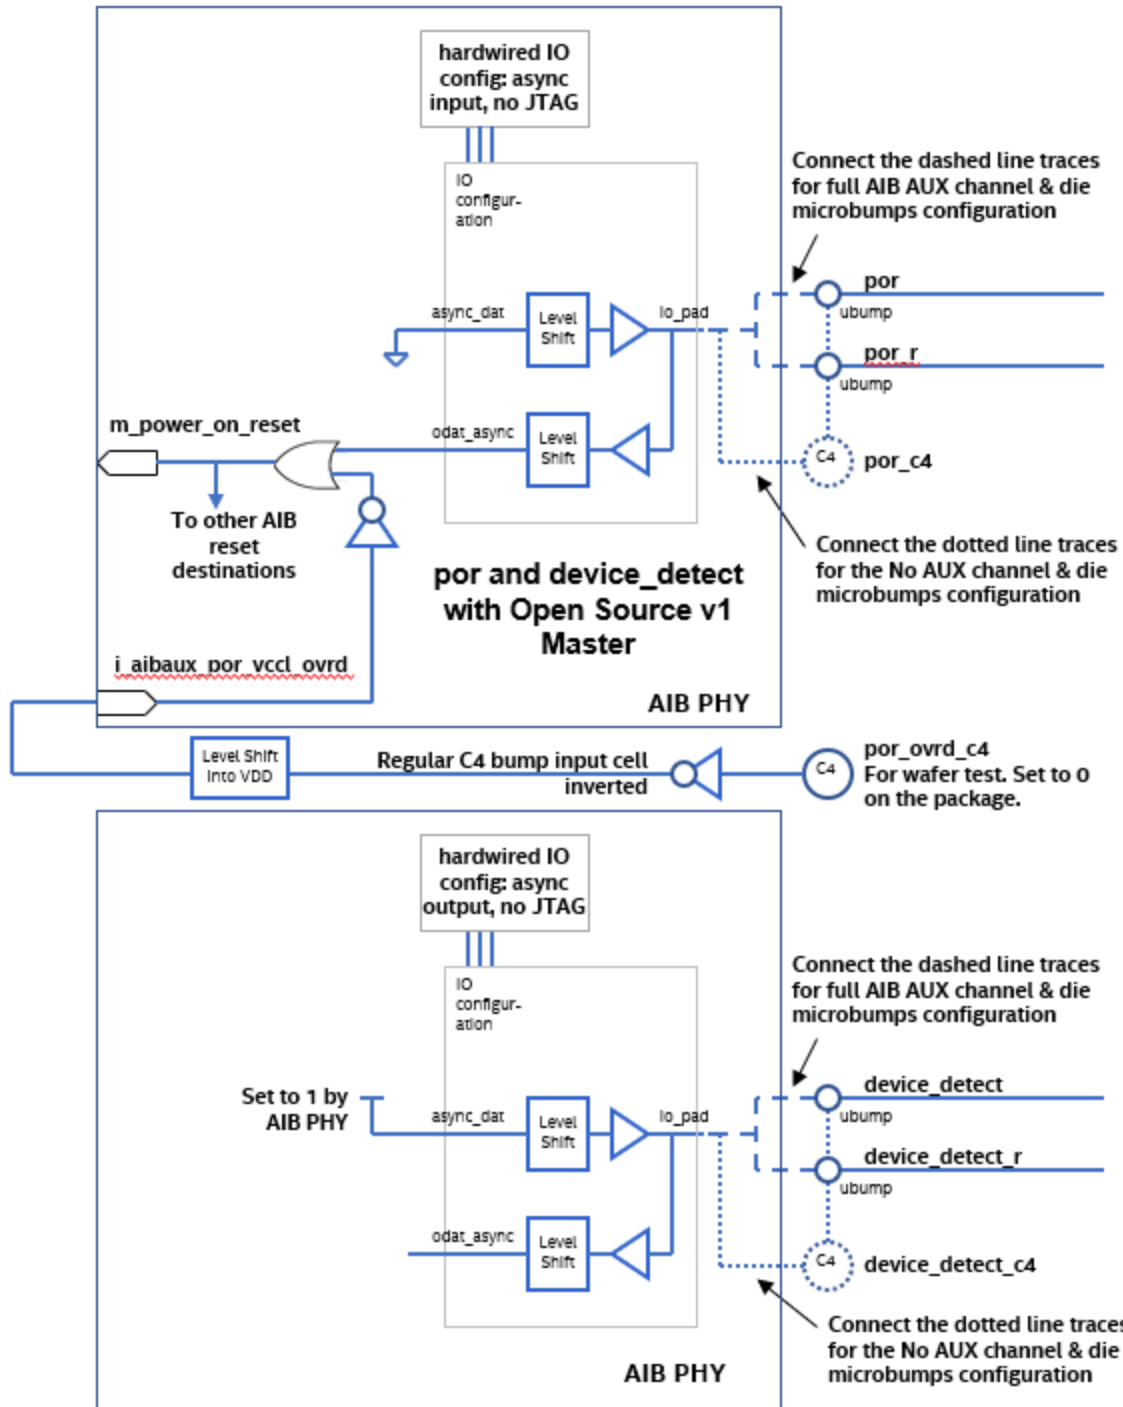 hardwired IO
config: async
input, no JTAG
Connect the dashed line traces
for full AIB AUX channel & die
microbumps configuration
IO
configur-
ation
por
ubump
async_dat
Level
Shift
io_pad
por_r
ubump
m_power_on_reset
odat_async
Level
Shift
C4
por_c4
To other AIB
reset
destinations
Connect the dotted line traces
for the No AUX channel & die
microbumps configuration
por and device_detect
with Open Source v1
Master
i_aibaux_por_vccl_ovrd
AIB PHY
Level Shift
Into VDD
Regular C4 bump input cell
inverted
C4
por_ovrd_c4
For wafer test. Set to 0
on the package.
hardwired IO
config: async
output, no JTAG
Connect the dashed line traces
for full AIB AUX channel & die
microbumps configuration
IO
configur-
ation
device_detect
ubump
Set to 1 by
AIB PHY
async_dat
Level
Shift
io_pad
device_detect_r
ubump
odat_async
Level
Shift
C4
device_detect_c4
Connect the dotted line traces
for the No AUX channel & die
microbumps configuration
AIB PHY